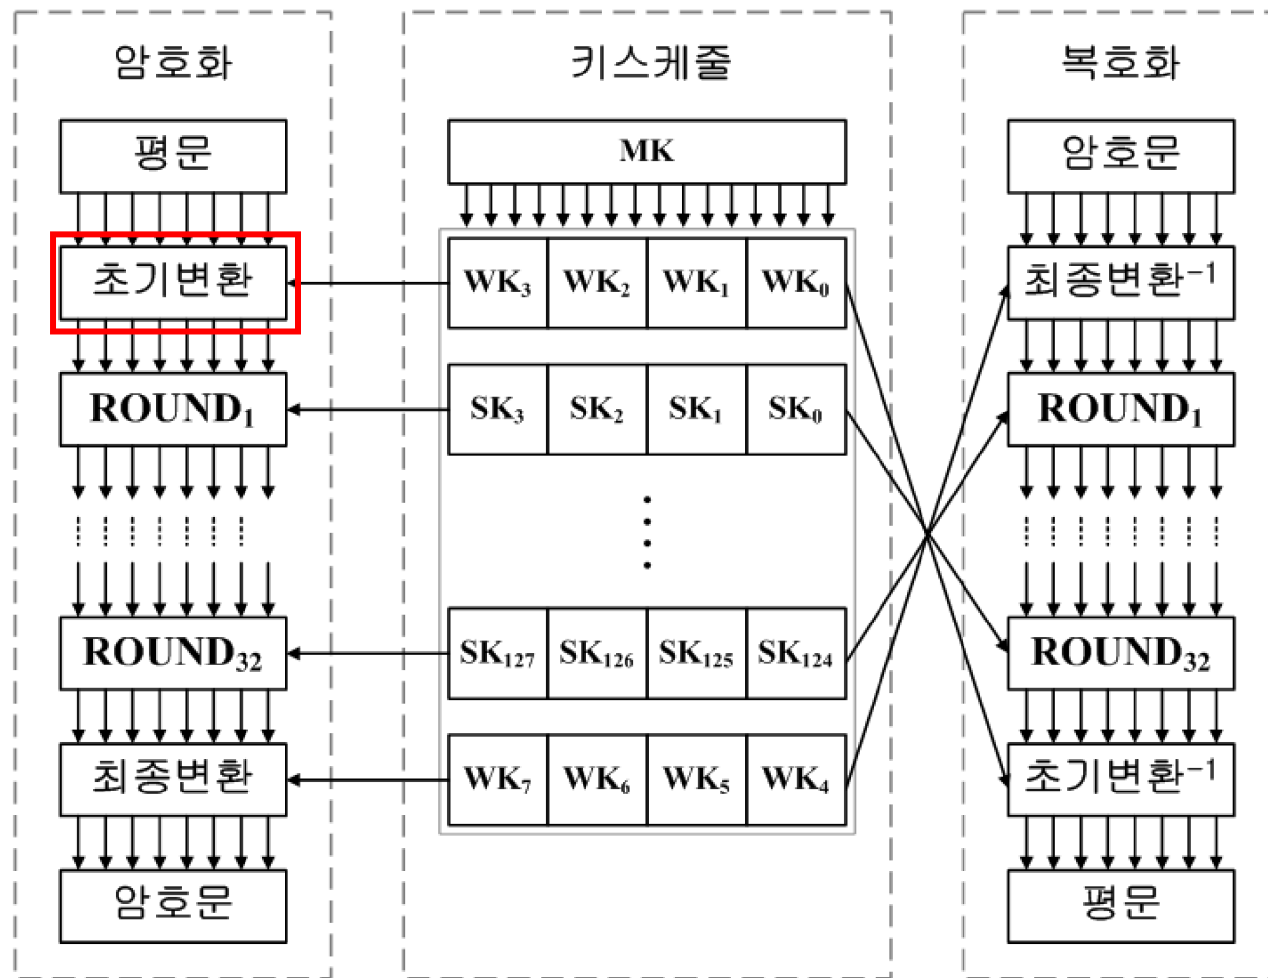 암호화
키스케줄
복호화
평문
MK
암호문
초기변환
WK₃ WK₂ WK₁ WK₀
최종변환⁻¹
ROUND₁
SK₃ SK₂ SK₁ SK₀
ROUND₁
ROUND₃₂
SK₁₂₇ SK₁₂₆ SK₁₂₅ SK₁₂₄
ROUND₃₂
최종변환
WK₇ WK₆ WK₅ WK₄
초기변환⁻¹
암호문
평문